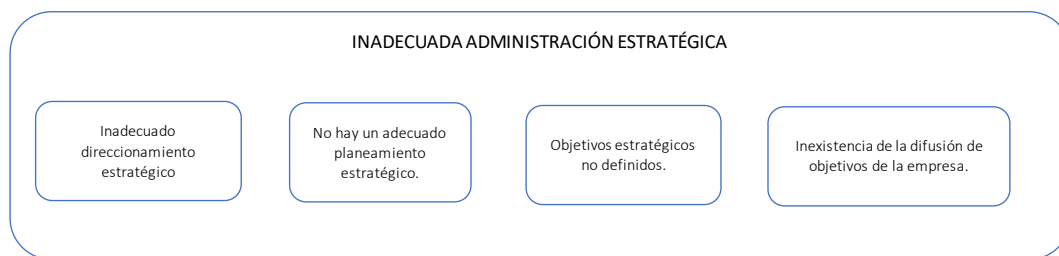 INADECUADA ADMINISTRACIÓN ESTRATÉGICA
Inadecuado
direccionamiento
estratégico
No hay un adecuado
planeamiento
estratégico.
Objetivos estratégicos
no definidos.
Inexistencia de la difusión de
objetivos de la empresa.